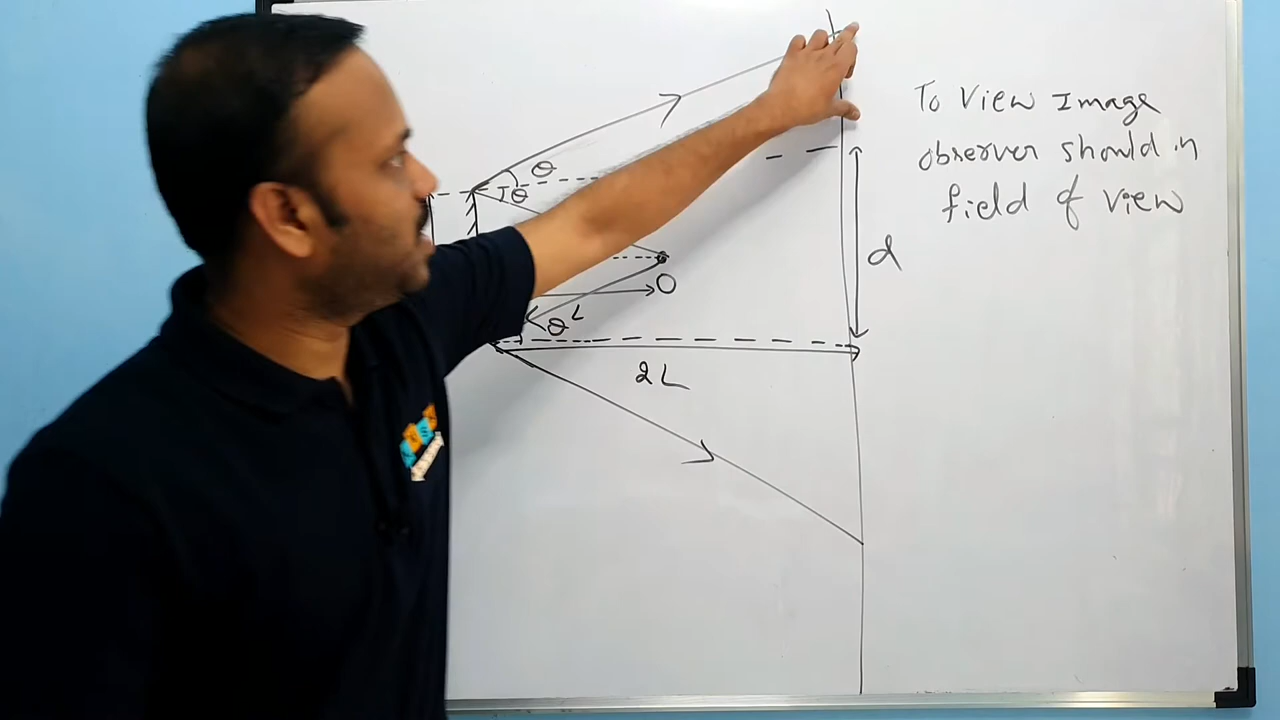 To View Image
observer should in
field of view
θ
θ
d
O
L
θ
2L